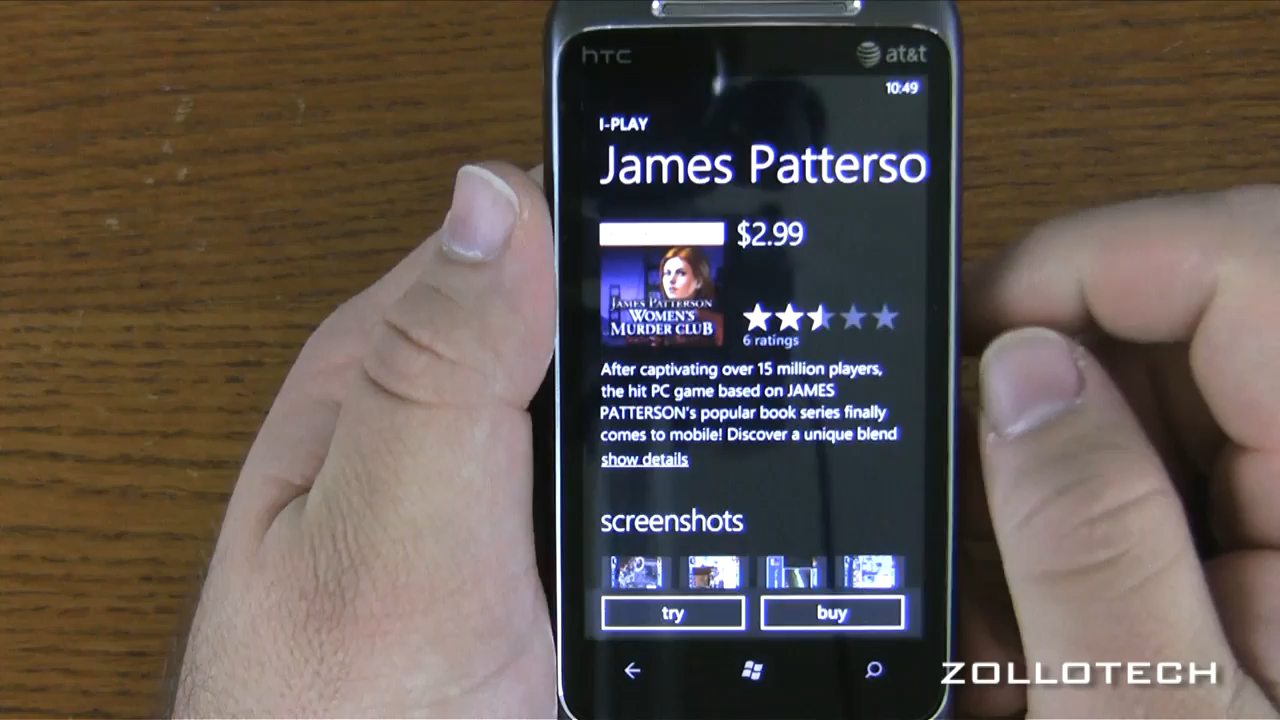 hTC
at&t
10:49
I-PLAY
James Patterso
$2.99
JAMES PATTERSON
WOMEN'S
MURDER CLUB
6 ratings
After captivating over 15 million players,
the hit PC game based on JAMES
PATTERSON's popular book series finally
comes to mobile! Discover a unique blend
show details
screenshots
try
buy
ZOLLOTECH